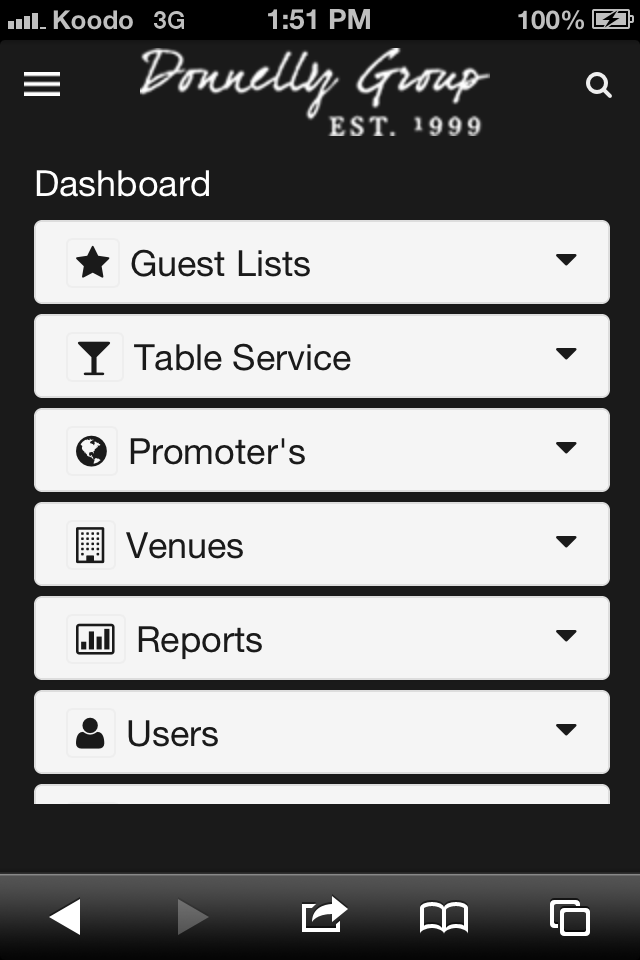 Koodo 3G 1:51 PM 100%
Donnelly Group
EST. 1999
Dashboard
Guest Lists
Table Service
Promoter's
Venues
Reports
Users